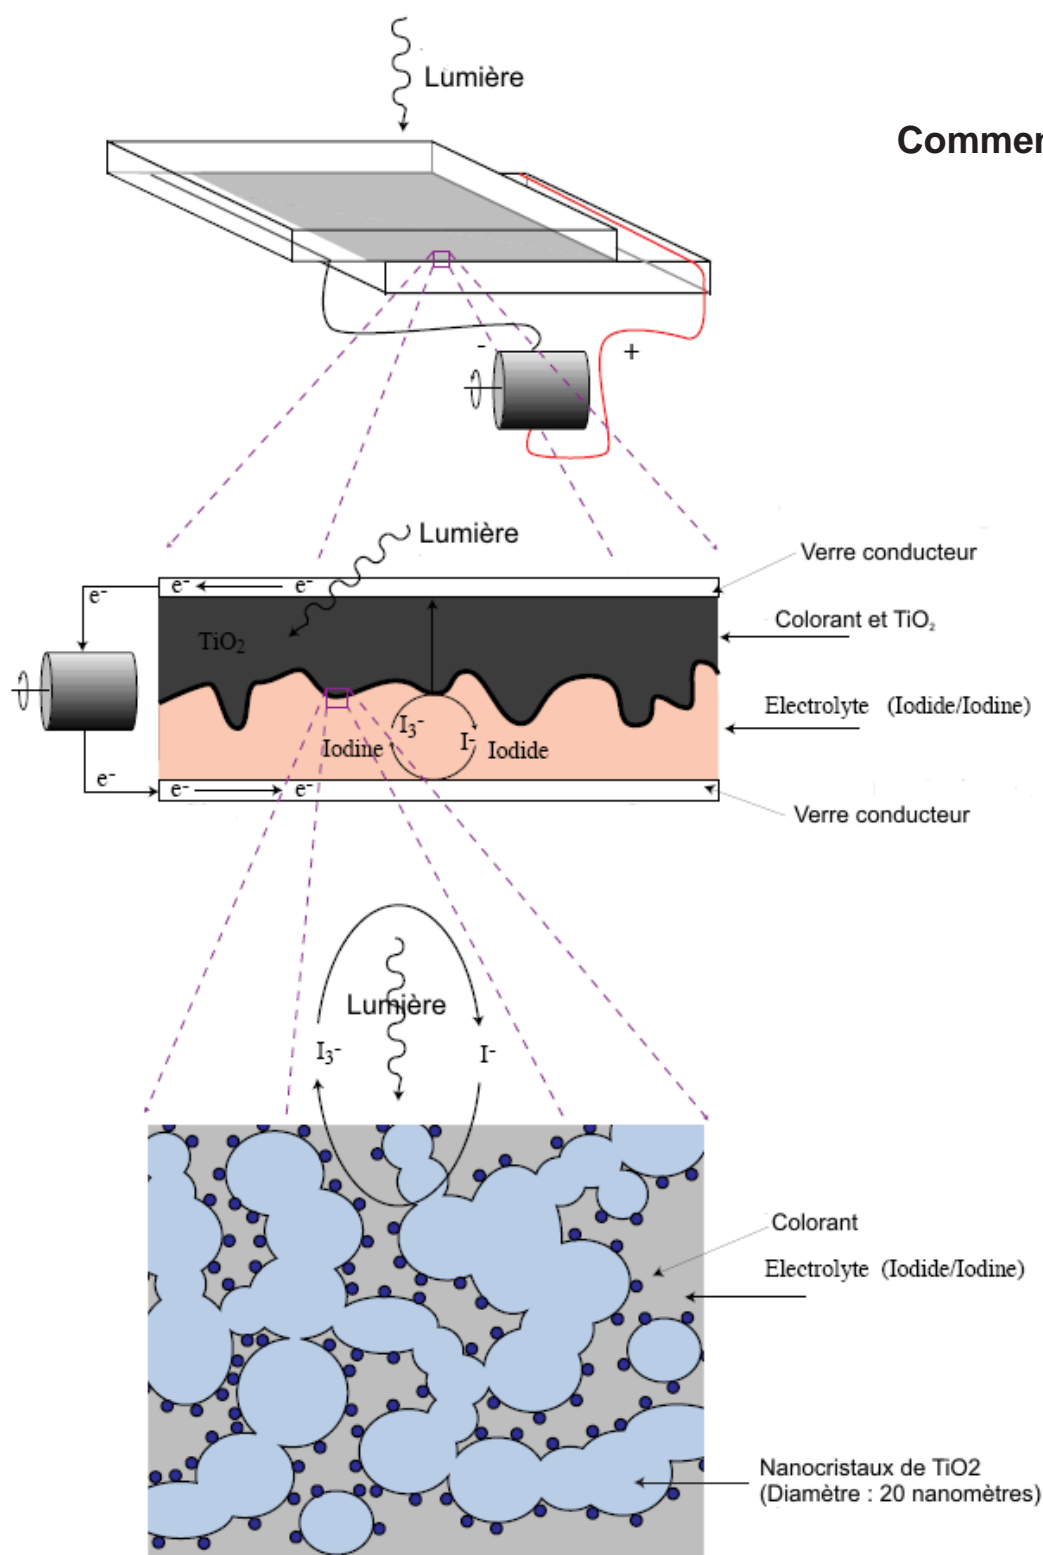 Lumière
Commen
-
+
Lumière
Verre conducteur
e-
e-
e-
TiO2
Colorant et TiO2
Electrolyte (Iodide/Iodine)
I3-
I-
Iodine
Iodide
e-
e-
e-
Verre conducteur
Lumière
I3-
I-
Colorant
Electrolyte (Iodide/Iodine)
Nanocristaux de TiO2
(Diamètre : 20 nanomètres)